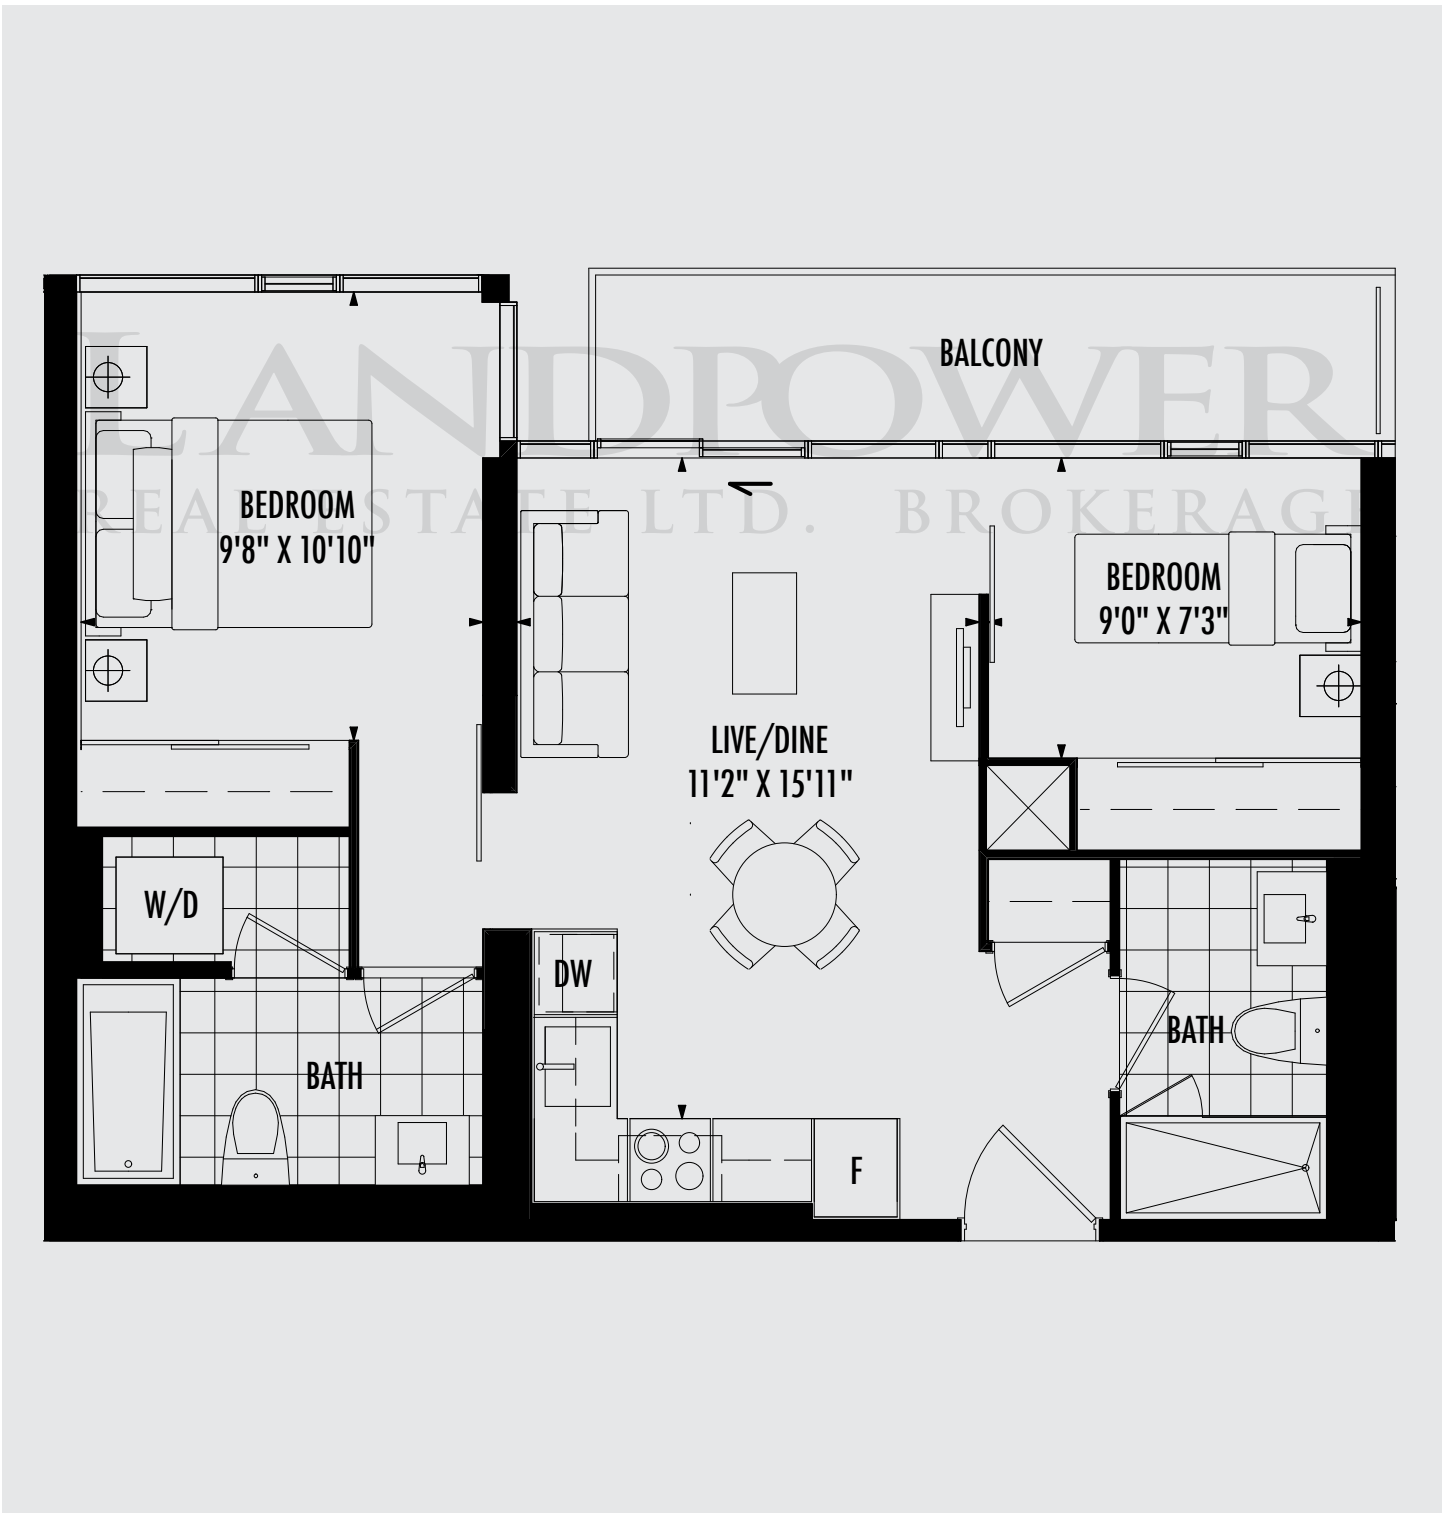 BALCONY
LANDPOWER
REAL ESTATE LTD. BROKERAGE
BEDROOM
9'8" X 10'10"
BEDROOM
9'0" X 7'3"
LIVE/DINE
11'2" X 15'11"
W/D
DW
BATH
BATH
F